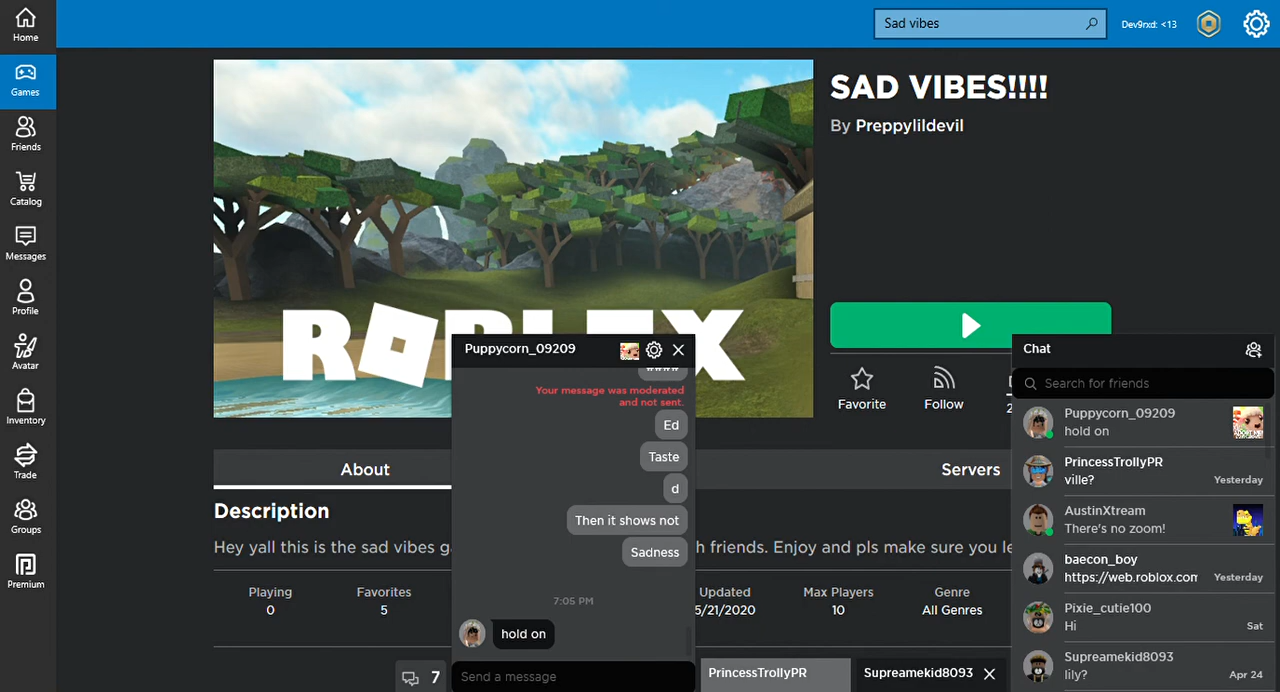 Home
Games
Friends
Catalog
Messages
Profile
Avatar
Inventory
Trade
Groups
Premium
Sad vibes
Dev9rxd: <13
SAD VIBES!!!!
By Preppylildevil
Favorite
Follow
About
Servers
Description
Hey yall this is the sad vibes
friends. Enjoy and pls make sure you
Playing
0
Favorites
5
Updated
5/21/2020
Max Players
10
Genre
All Genres
Puppycorn_09209
Your message was moderated
and not sent.
Ed
Taste
d
Then it shows not
Sadness
7:05 PM
hold on
Send a message
7
PrincessTrollyPR
Supreamekid8093
Chat
Search for friends
Puppycorn_09209
hold on
PrincessTrollyPR
ville?
Yesterday
AustinXtream
There's no zoom!
baecon_boy
https://web.roblox.com
Yesterday
Pixie_cutie100
Hi
Sat
Supreamekid8093
lily?
Apr 24